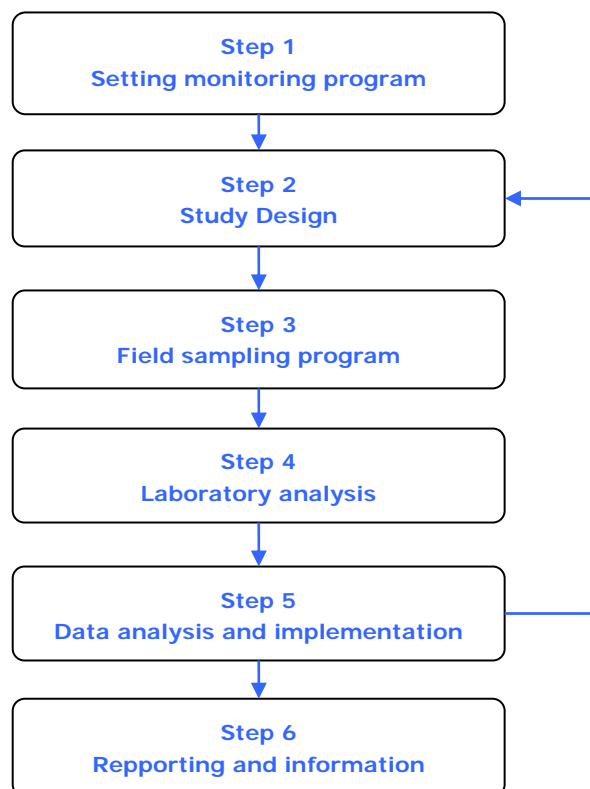 Step 1
Setting monitoring program
Step 2
Study Design
Step 3
Field sampling program
Step 4
Laboratory analysis
Step 5
Data analysis and implementation
Step 6
Repporting and information